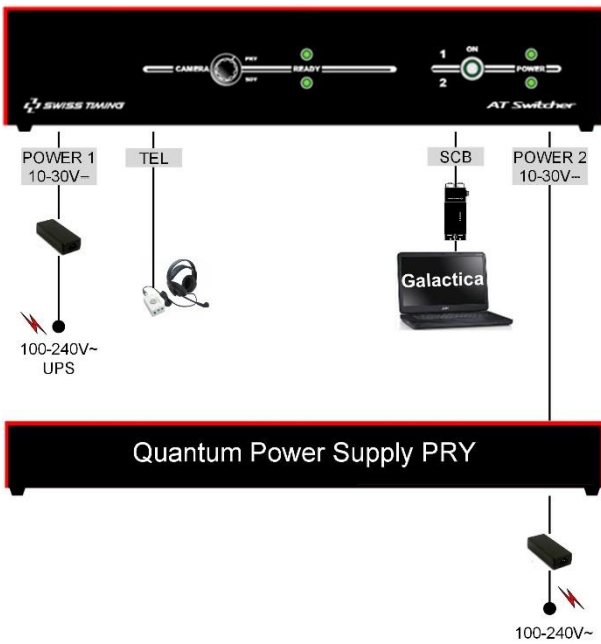 1 ON
PRY
CAMERA READY POWER
2
SWISS TIMING AT Switcher
POWER 1 TEL SCB POWER 2
10-30V⎓ 10-30V⎓
Galactica
100-240V~
UPS
Quantum Power Supply PRY
100-240V~